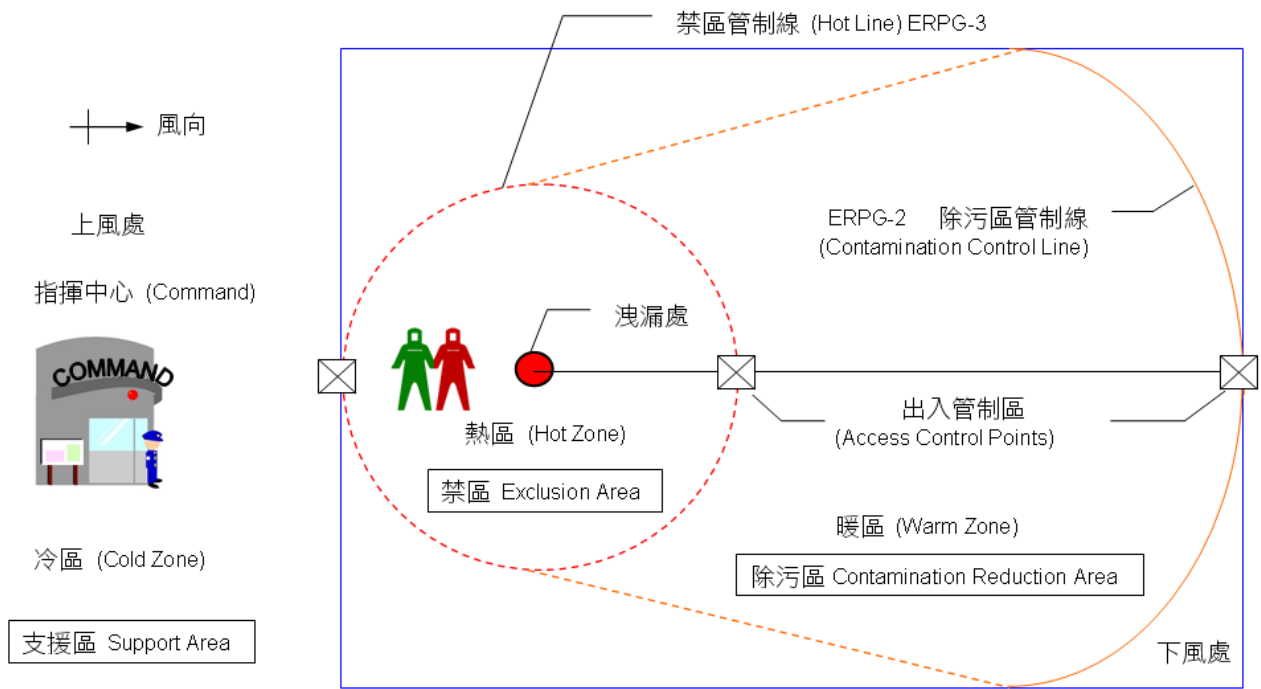 禁區管制線 (Hot Line) ERPG-3
風向
上風處
ERPG-2 除污區管制線
(Contamination Control Line)
指揮中心 (Command)
COMMAND
洩漏處
出入管制區
(Access Control Points)
熱區 (Hot Zone)
禁區 Exclusion Area
暖區 (Warm Zone)
除污區 Contamination Reduction Area
冷區 (Cold Zone)
支援區 Support Area
下風處